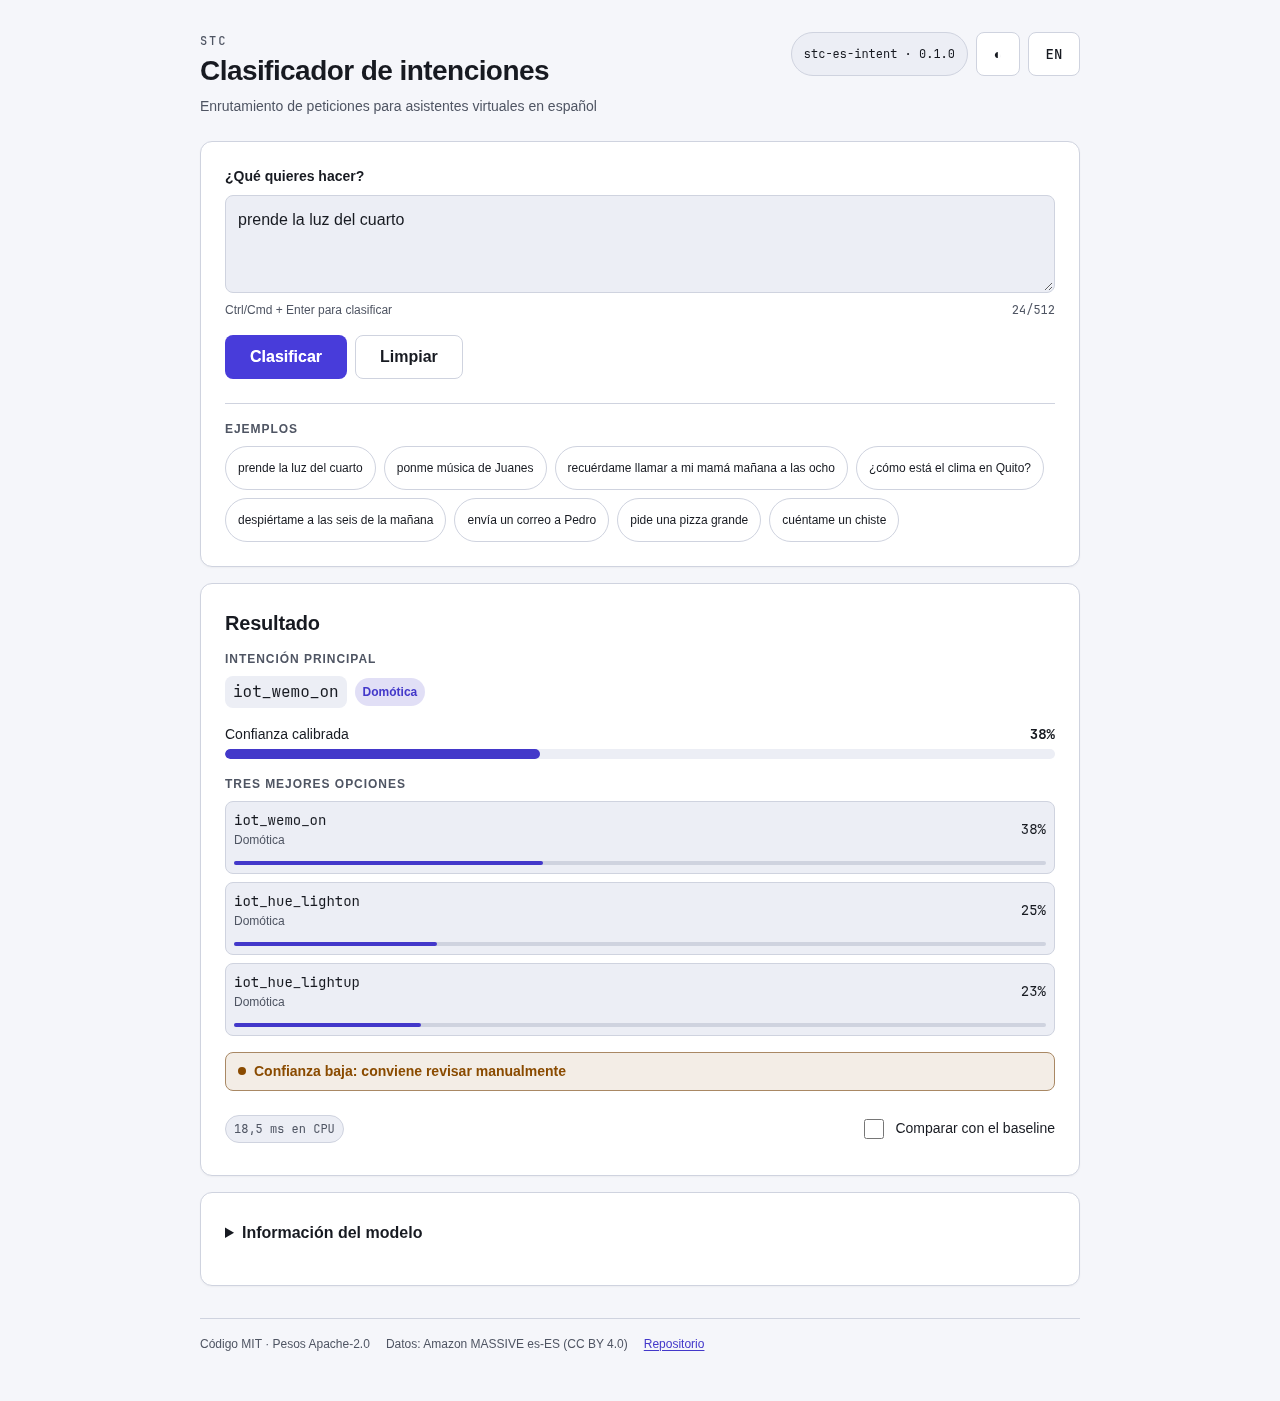 STC
Clasificador de intenciones
Enrutamiento de peticiones para asistentes virtuales en español
stc-es-intent · 0.1.0
EN
¿Qué quieres hacer?
prende la luz del cuarto
Ctrl/Cmd + Enter para clasificar
24/512
Clasificar
Limpiar
EJEMPLOS
prende la luz del cuarto
ponme música de Juanes
recuérdame llamar a mi mamá mañana a las ocho
¿cómo está el clima en Quito?
despiértame a las seis de la mañana
envía un correo a Pedro
pide una pizza grande
cuéntame un chiste
Resultado
INTENCIÓN PRINCIPAL
iot_wemo_on
Domótica
Confianza calibrada
38%
TRES MEJORES OPCIONES
iot_wemo_on
Domótica
38%
iot_hue_lighton
Domótica
25%
iot_hue_lightup
Domótica
23%
Confianza baja: conviene revisar manualmente
18,5 ms en CPU
Comparar con el baseline
Información del modelo
Código MIT · Pesos Apache-2.0
Datos: Amazon MASSIVE es-ES (CC BY 4.0)
Repositorio